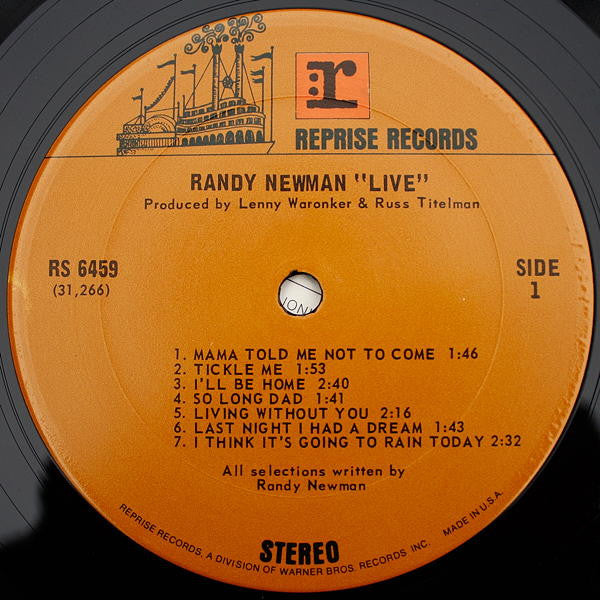 :r
REPRISE RECORDS
RANDY NEWMAN "LIVE"
Produced by Lenny Waronker & Russ Titelman
RS 6459
(31,266)
SIDE
1
1. MAMA TOLD ME NOT TO COME 1:46
2. TICKLE ME 1:53
3. I'LL BE HOME 2:40
4. SO LONG DAD 1:41
5. LIVING WITHOUT YOU 2:16
6. LAST NIGHT I HAD A DREAM 1:43
7. I THINK IT'S GOING TO RAIN TODAY 2:32
All selections written by
Randy Newman
STEREO
REPRISE RECORDS, A DIVISION OF WARNER BROS. RECORDS INC. MADE IN U.S.A.